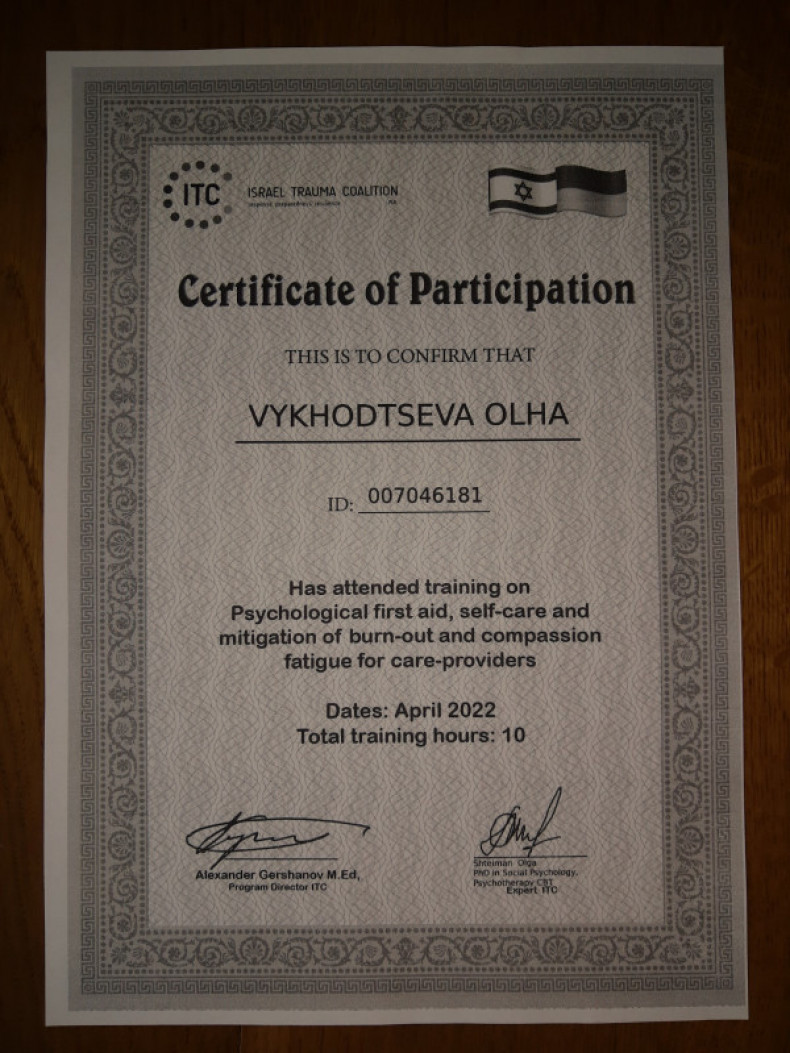 ITC
ISRAEL TRAUMA COALITION
Certificate of Participation
THIS IS TO CONFIRM THAT
VYKHODTSEVA OLHA
ID: 007046181
Has attended training on
Psychological first aid, self-care and
mitigation of burn-out and compassion
fatigue for care-providers
Dates: April 2022
Total training hours: 10
Alexander Gershanov M.Ed,
Program Director ITC
Shteiman Olga
PhD in Social Psychology,
Psychotherapy CBT
Expert ITC